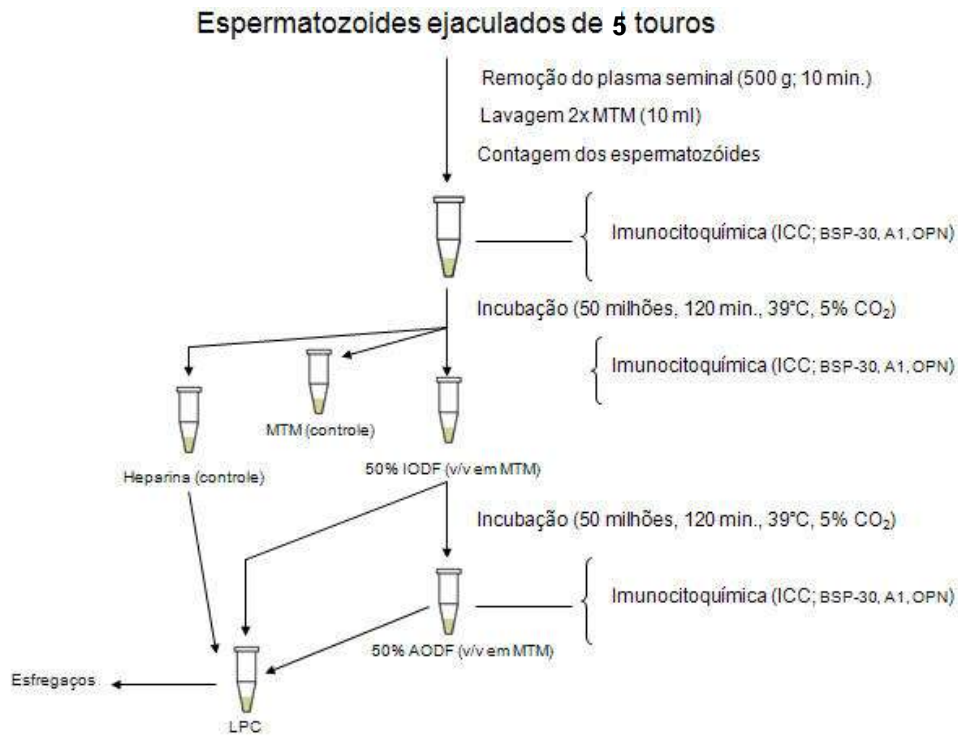 Espermatozoides ejaculados de 5 touros
Remoção do plasma seminal (500 g; 10 min.)
Lavagem 2x MTM (10 ml)
Contagem dos espermatozóides
Imunocitoquímica (ICC; BSP-30, A1, OPN)
Incubação (50 milhões, 120 min., 39°C, 5% CO₂)
Imunocitoquímica (ICC; BSP-30, A1, OPN)
MTM (controle)
Heparina (controle)
50% IODF (v/v em MTM)
Incubação (50 milhões, 120 min., 39°C, 5% CO₂)
Imunocitoquímica (ICC; BSP-30, A1, OPN)
50% AODF (v/v em MTM)
Esfregaços
LPC